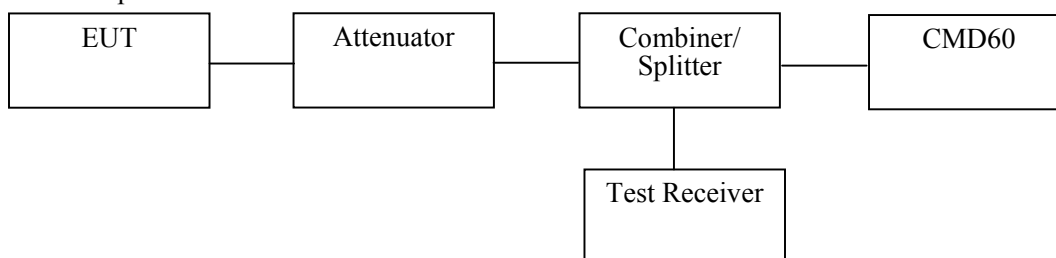 EUT
Attenuator
Combiner/
Splitter
CMD60
Test Receiver